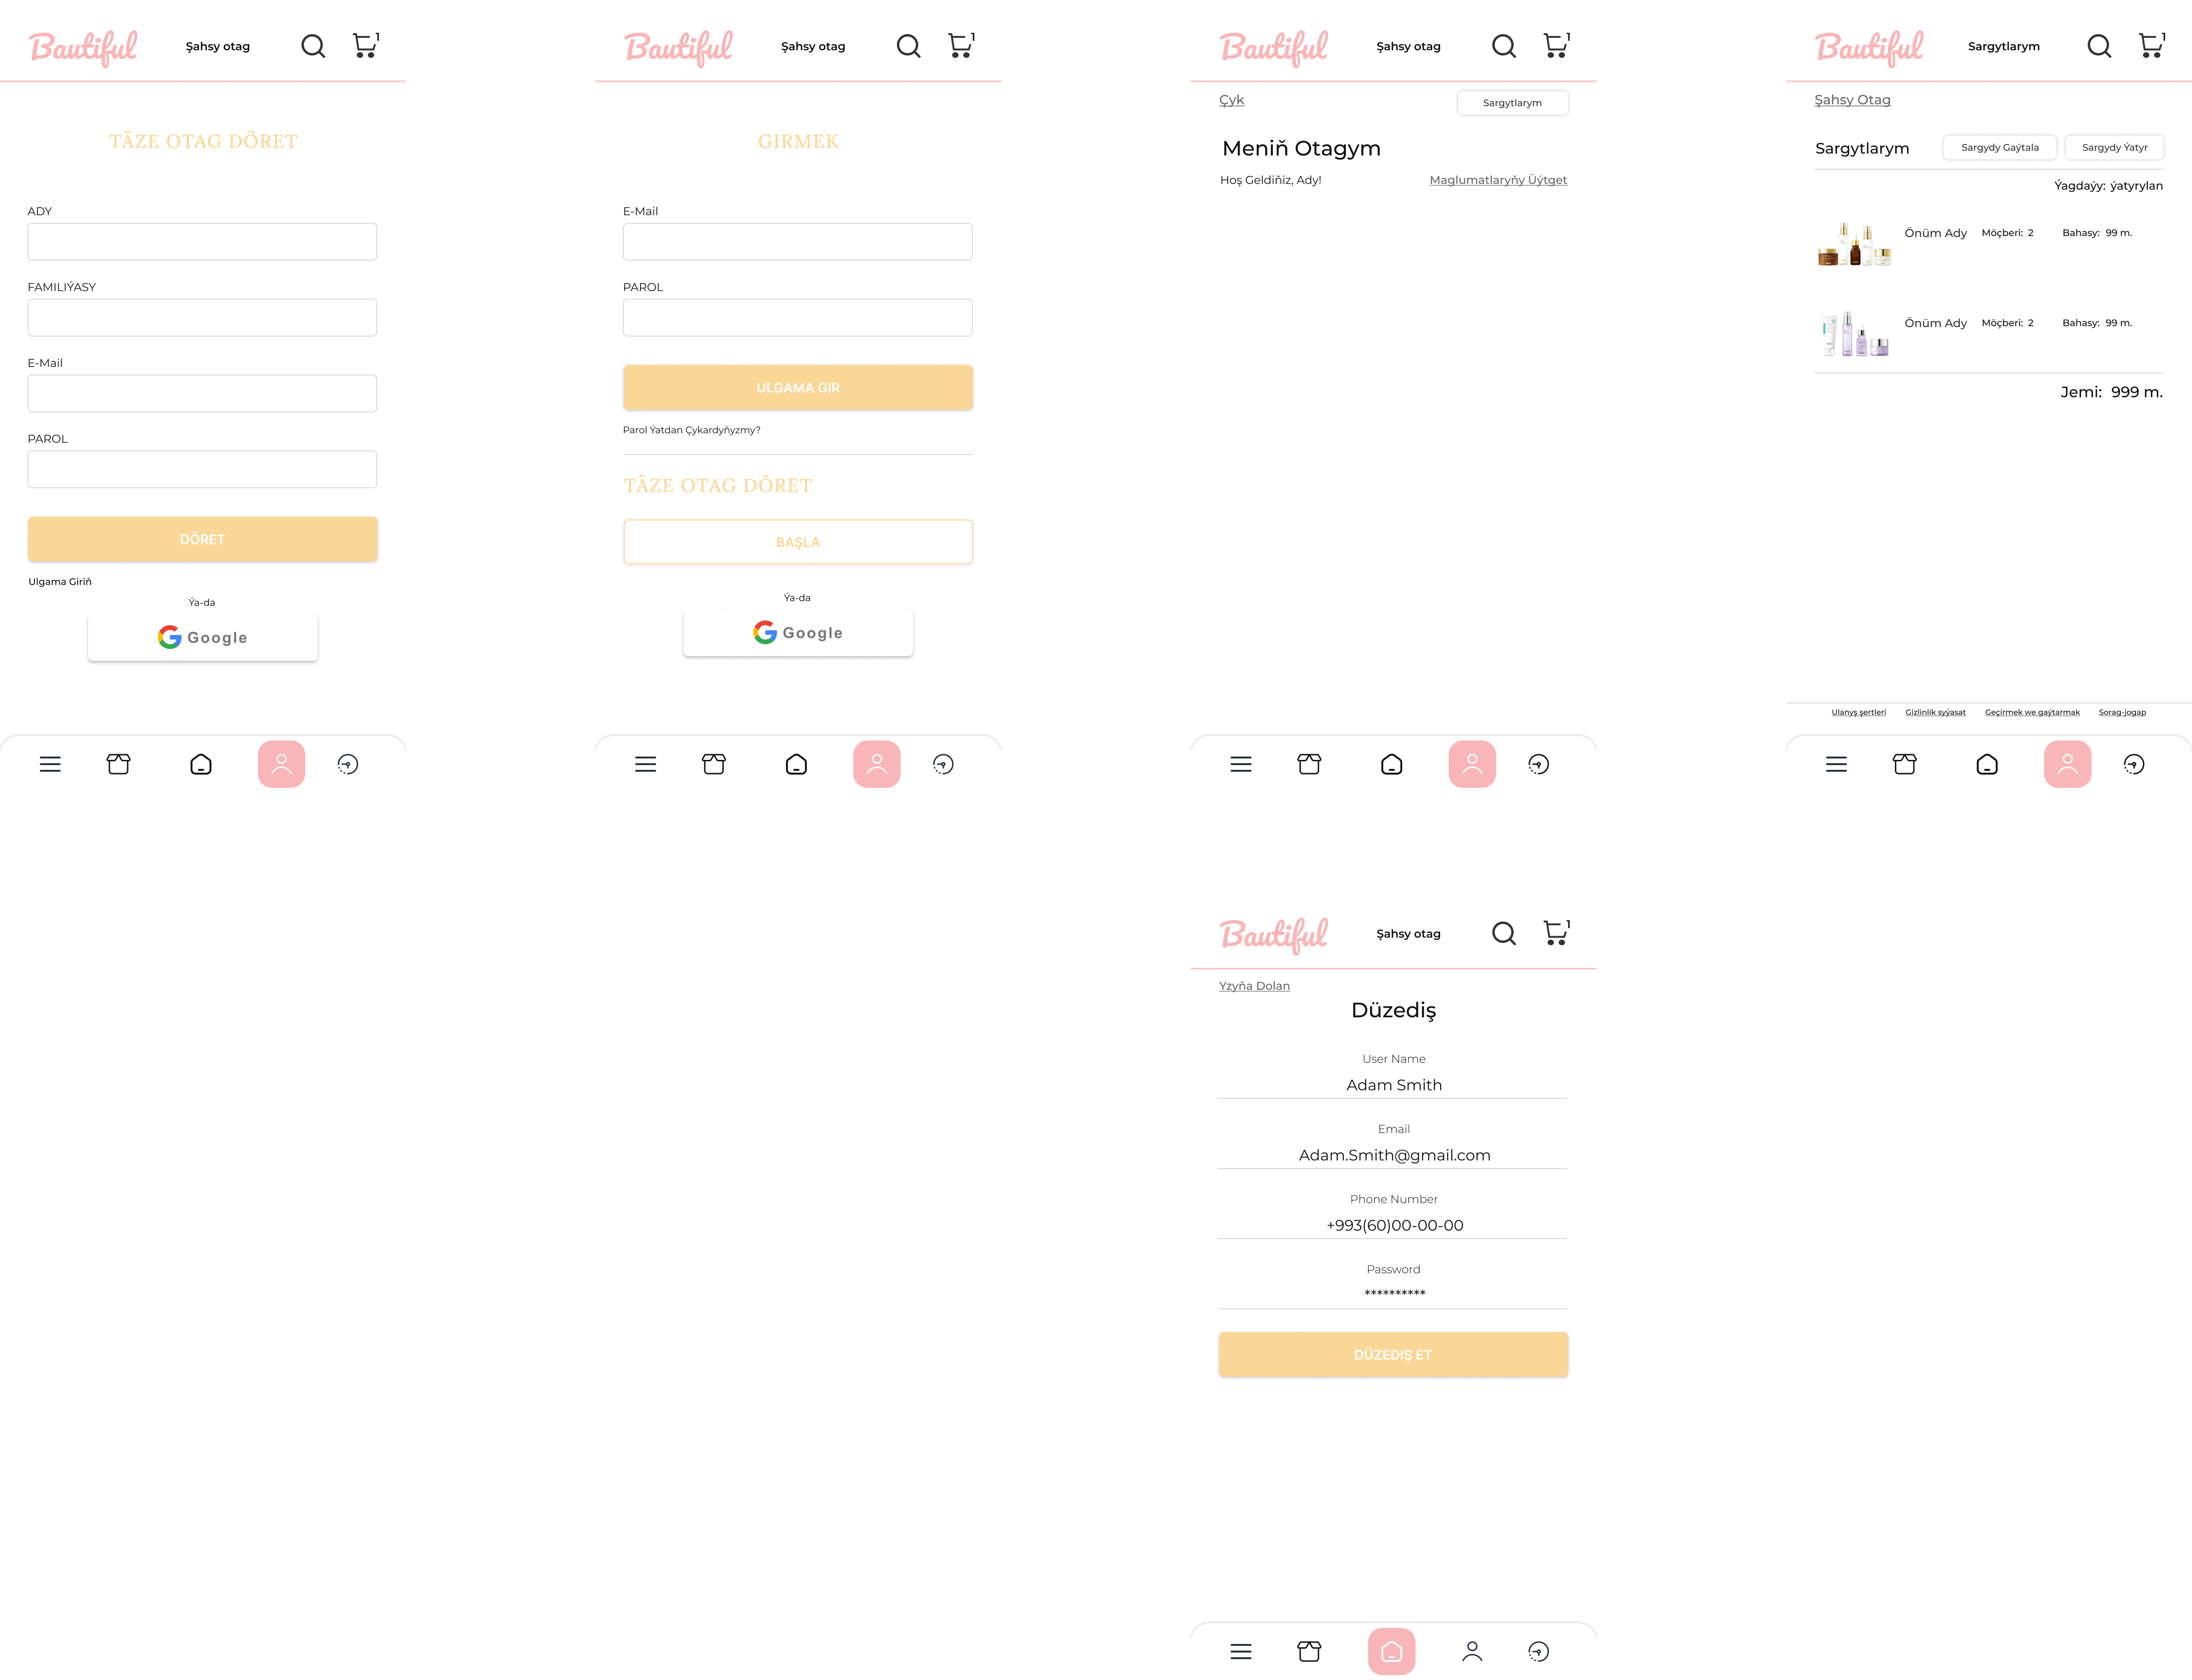 Bautiful
Şahsy otag
1
TÄZE OTAG DÖRET
ADY
FAMILIÝASY
E-Mail
PAROL
DÖRET
Ulgama Giriň
Ýa-da
Google
Bautiful
Şahsy otag
1
GIRMEK
E-Mail
PAROL
ULGAMA GIR
Parol Ýatdan Çykardyňyzmy?
TÄZE OTAG DÖRET
BAŞLA
Ýa-da
Google
Bautiful
Şahsy otag
1
Çyk
Sargytlarym
Meniň Otagym
Hoş Geldiňiz, Ady!
Maglumatlaryňy Üýtget
Bautiful
Sargytlarym
1
Şahsy Otag
Sargytlarym
Sargydy Gaýtala
Sargydy Ýatyr
Ýagdaýy: ýatyrylan
Önüm Ady Möçberi: 2 Bahasy: 99 m.
Önüm Ady Möçberi: 2 Bahasy: 99 m.
Jemi: 999 m.
Ulanyş şertleri Gizlinlik syýasat Geçirmek we gaýtarmak Sorag-jogap
Bautiful
Şahsy otag
1
Yzyňa Dolan
Düzediş
User Name
Adam Smith
Email
Adam.Smith@gmail.com
Phone Number
+993(60)00-00-00
Password
**********
DÜZEDIŞ ET